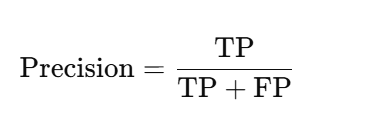 Precision = TP / TP + FP